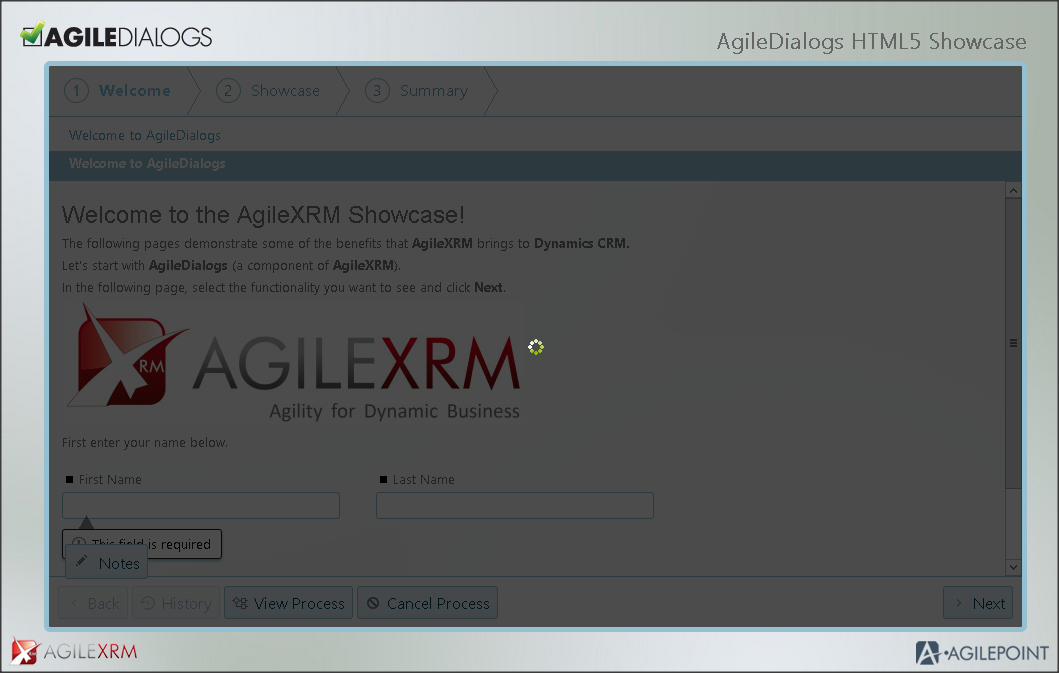 AGILEDIALOGS
AgileDialogs HTML5 Showcase
1 Welcome 2 Showcase 3 Summary
Welcome to AgileDialogs
Welcome to AgileDialogs
Welcome to the AgileXRM Showcase!
The following pages demonstrate some of the benefits that AgileXRM brings to Dynamics CRM.
Let's start with AgileDialogs (a component of AgileXRM).
In the following page, select the functionality you want to see and click Next.
XRM AGILEXRM
Agility for Dynamic Business
First enter your name below.
First Name Last Name
This field is required
Notes
Back History View Process Cancel Process Next
AGILEXRM AGILEPOINT